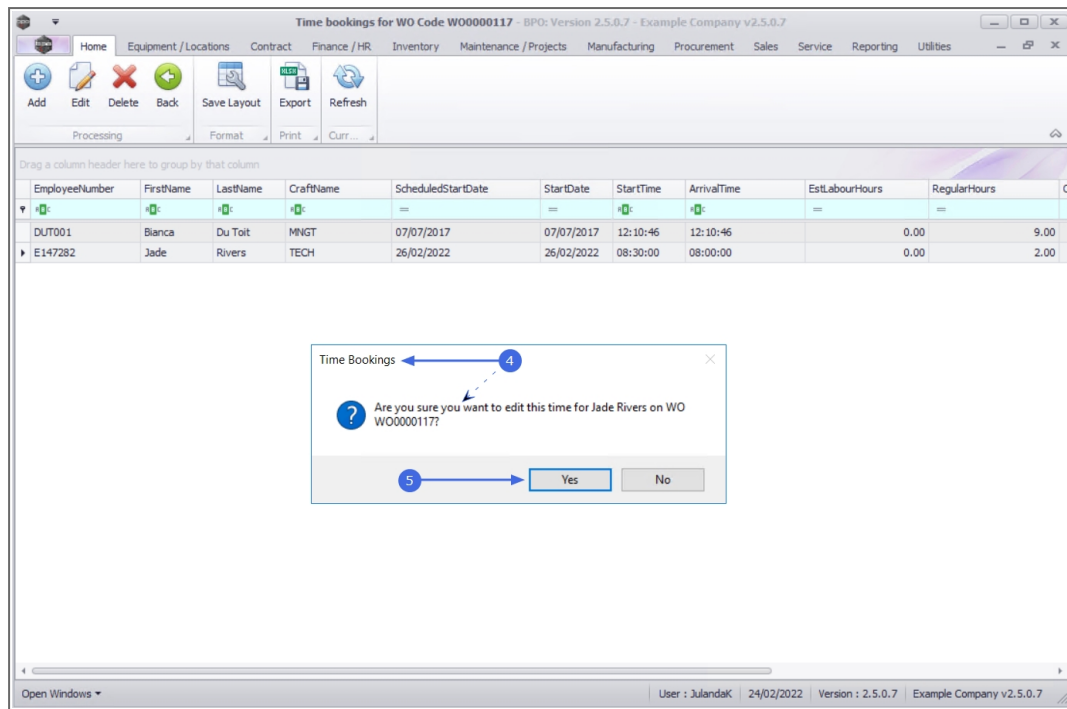 Time bookings for WO Code WO0000117 - BPO: Version 2.5.0.7 - Example Company v2.5.0.7
Home Equipment / Locations Contract Finance / HR Inventory Maintenance / Projects Manufacturing Procurement Sales Service Reporting Utilities
Add Edit Delete Back Save Layout Export Refresh
Processing Format Print Curr...
Drag a column header here to group by that column
EmployeeNumber FirstName LastName CraftName ScheduledStartDate StartDate StartTime ArrivalTime EstLabourHours RegularHours
= = = =
DUT001 Bianca Du Toit MNGT 07/07/2017 07/07/2017 12:10:46 12:10:46 0.00 9.00
E147282 Jade Rivers TECH 26/02/2022 26/02/2022 08:30:00 08:00:00 0.00 2.00
Time Bookings 4
Are you sure you want to edit this time for Jade Rivers on WO
WO0000117?
5 Yes No
Open Windows User : JulandaK 24/02/2022 Version : 2.5.0.7 Example Company v2.5.0.7